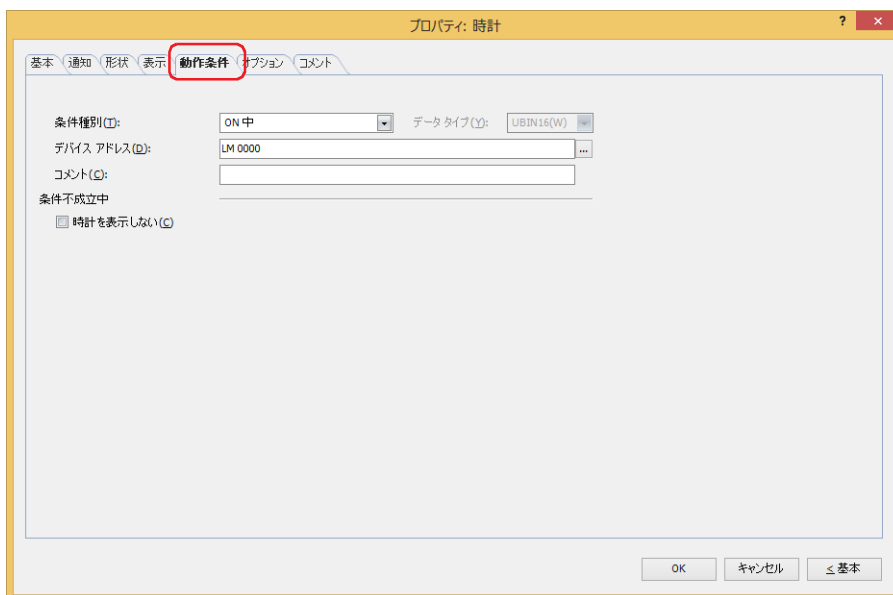 プロパティ: 時計 ? ×
基本 通知 形状 表示 動作条件 オプション コメント
条件種別(T): ON 中 データ タイプ(Y): UBIN16(W)
デバイス アドレス(D): LM 0000 ...
コメント(C):
条件不成立中
時計を表示しない(C)
OK キャンセル < 基本